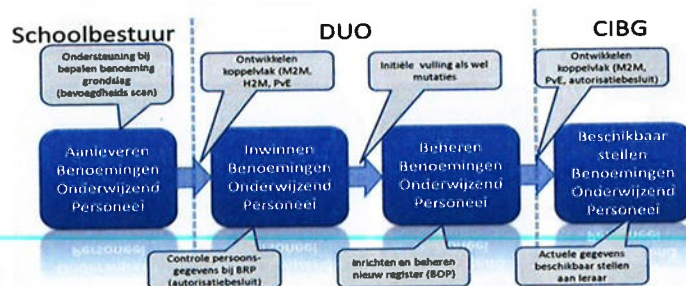 Schoolbestuur
DUO
CIBG
Ondersteuning bij
bepalen benoeming
grondslag
(bevoegdheids scan)
Ontwikkelen
koppelvlak (M2M,
H2M, PvE)
Initiële vulling als wel
mutaties
Ontwikkelen
koppelvlak (M2M,
PvE, autorisatiebesluit)
Aanleveren
Benoemingen
Onderwijzend
Personeel
Inwinnen
Benoemingen
Onderwijzend
Personeel
Beheren
Benoemingen
Onderwijzend
Personeel
Beschikbaar
stellen
Benoemingen
Onderwijzend
Personeel
Controle persoons-
gegevens bij BRP
(autorisatiebesluit)
Inrichten en beheren
nieuw register (BOP)
Actuele gegevens
beschikbaar stellen
aan leraar